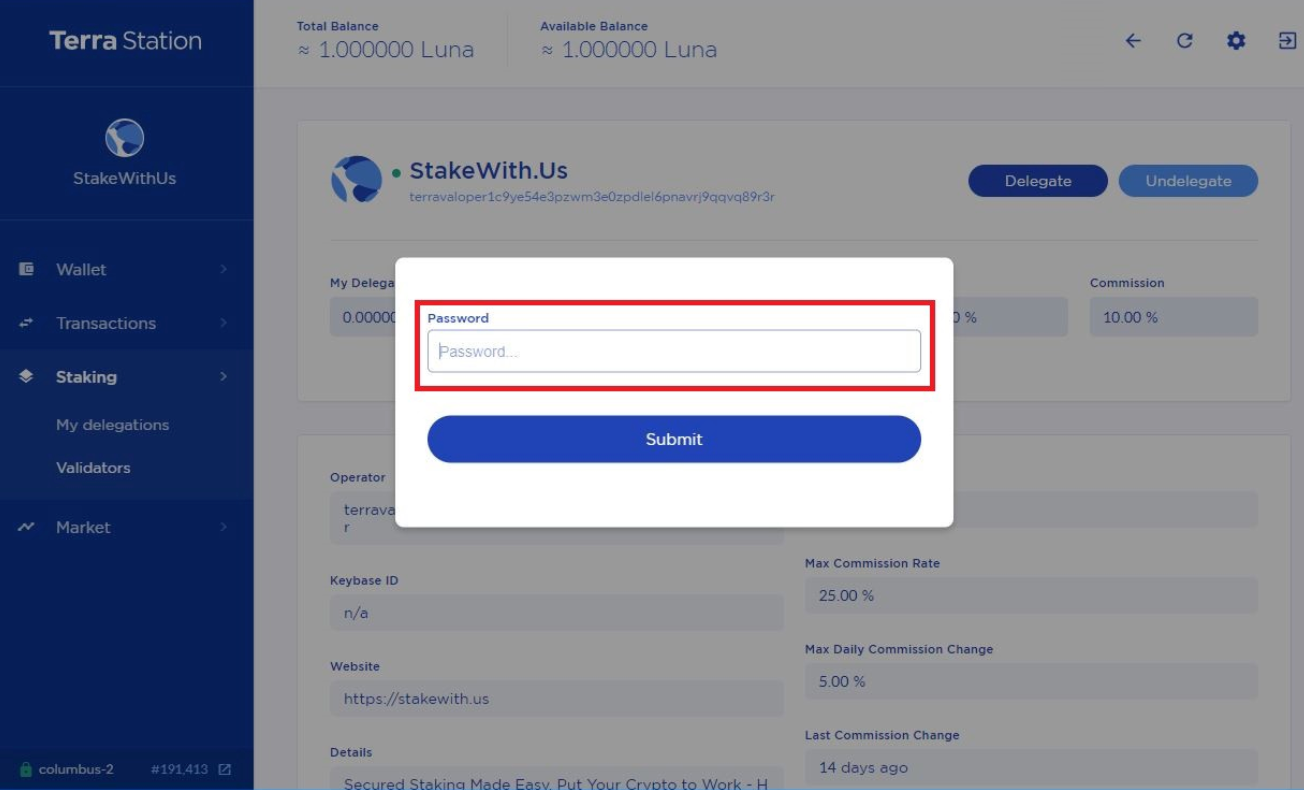 Terra Station
StakeWithUs
Wallet
Transactions
Staking
My delegations
Validators
Market
columbus-2 #191,413
Total Balance
≈ 1.000000 Luna
Available Balance
≈ 1.000000 Luna
StakeWith.Us
terravaloper1c9ye54e3pzwm3e0zpdlel6pnavrj9qqvq89r3r
Delegate
Undelegate
My Delega
0.00000
0 %
Commission
10.00 %
Password
Password...
Submit
Operator
terrava
r
Keybase ID
n/a
Website
https://stakewith.us
Details
Secured Staking Made Easy. Put Your Crypto to Work - H
Max Commission Rate
25.00 %
Max Daily Commission Change
5.00 %
Last Commission Change
14 days ago